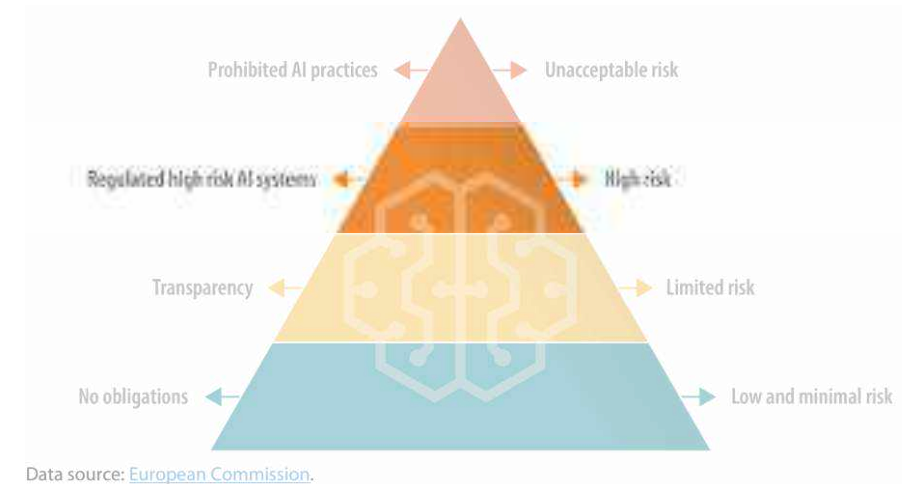 Prohibited AI practices Unacceptable risk
Regulated high risk AI systems High risk
Transparency Limited risk
No obligations Low and minimal risk
Data source: European Commission.